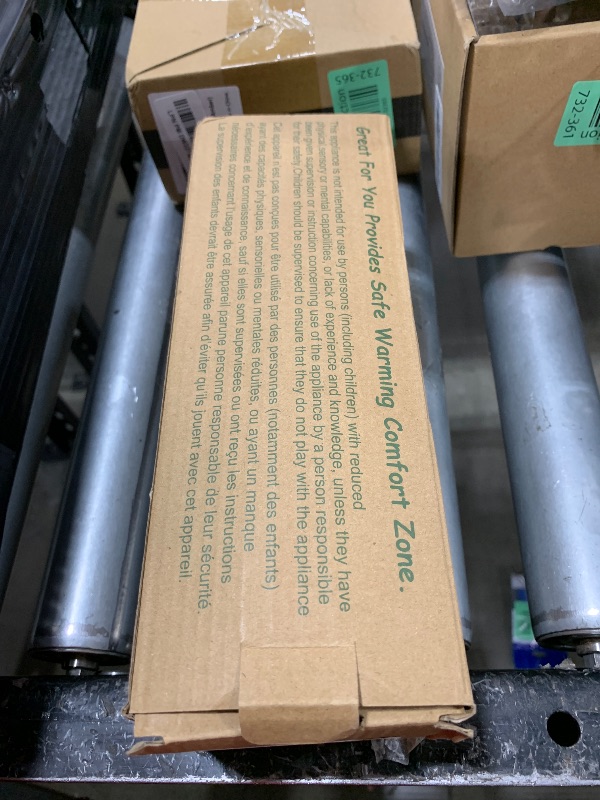 Great For You Provides Safe Warming Comfort Zone.
The appliance is not intended for use by persons (including children) with reduced
physical, sensory or mental capabilities, or lack of experience and knowledge, unless they have
been given supervision or instruction concerning use of the appliance by a person responsible
for their safety. Children should be supervised to ensure that they do not play with the appliance
Cet appareil n est pas conçues pour être utilisé par des personnes (notamment des enfants)
ayant des capacités physiques, sensorielles ou mentales réduites, ou ayant un manque
d'expérience et de connaissance, sauf si elles sont supervisées ou ont reçu les instructions
nécessaires concernant l'usage de cet appareil parune personne responsable de leur sécurité.
La supervision des enfants devrait être assurée afin d'éviter qu'ils jouent avec cet appareil.
732-365
732-361